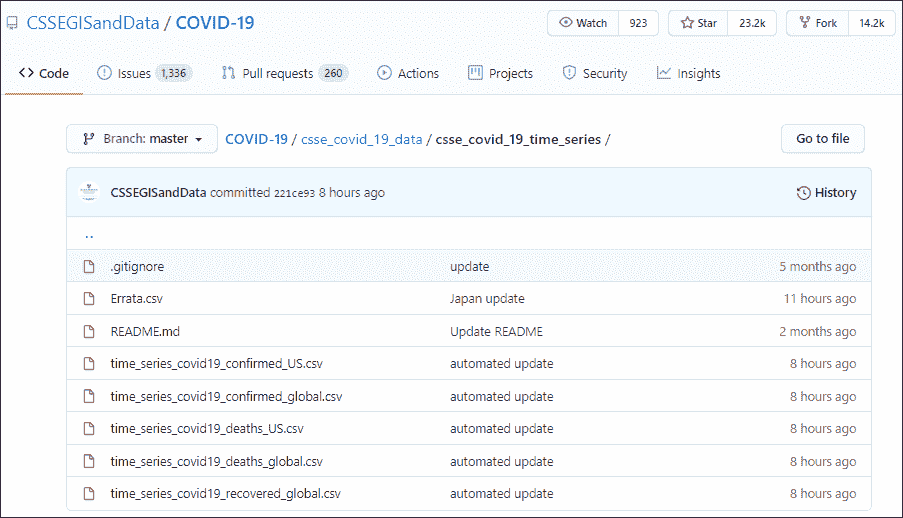 CSSEGISandData / COVID-19 Watch 923 Star 23.2k Fork 14.2k
Code Issues 1,336 Pull requests 260 Actions Projects Security Insights
Branch: master COVID-19 / csse_covid_19_data / csse_covid_19_time_series / Go to file
CSSEGISandData committed 221ce93 8 hours ago History
..
.gitignore update 5 months ago
Errata.csv Japan update 11 hours ago
README.md Update README 2 months ago
time_series_covid19_confirmed_US.csv automated update 8 hours ago
time_series_covid19_confirmed_global.csv automated update 8 hours ago
time_series_covid19_deaths_US.csv automated update 8 hours ago
time_series_covid19_deaths_global.csv automated update 8 hours ago
time_series_covid19_recovered_global.csv automated update 8 hours ago